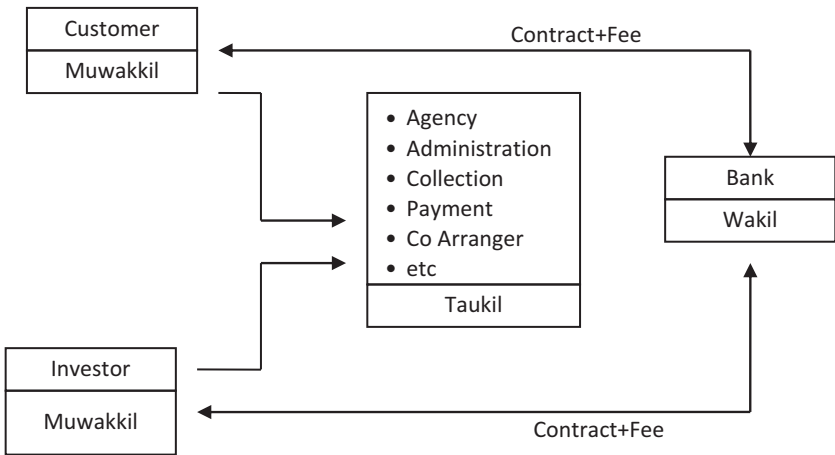 Customer
Muwakkil
Contract+Fee
• Agency
• Administration
• Collection
• Payment
• Co Arranger
• etc
Taukil
Bank
Wakil
Investor
Muwakkil
Contract+Fee